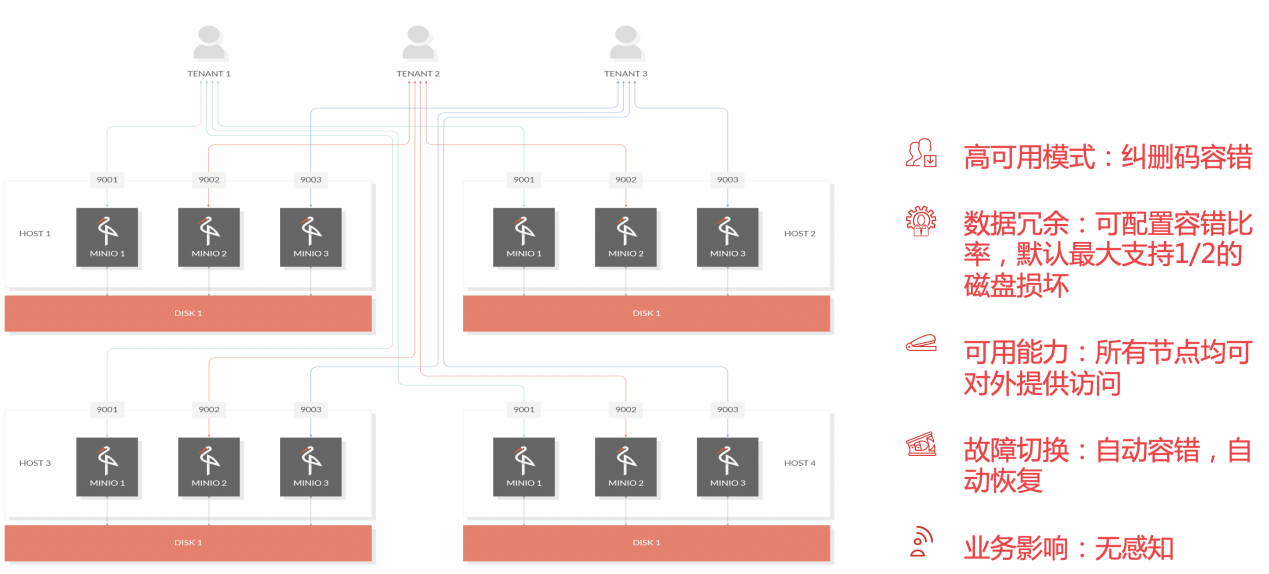 TENANT 1
TENANT 2
TENANT 3
9001
9002
9003
9001
9002
9003
HOST 1
MINIO 1
MINIO 2
MINIO 3
MINIO 1
MINIO 2
MINIO 3
HOST 2
DISK 1
DISK 1
9001
9002
9003
9001
9002
9003
HOST 3
MINIO 1
MINIO 2
MINIO 3
MINIO 1
MINIO 2
MINIO 3
HOST 4
DISK 1
DISK 1
高可用模式：纠删码容错
数据冗余：可配置容错比
率，默认最大支持1/2的
磁盘损坏
可用能力：所有节点均可
对外提供访问
故障切换：自动容错，自
动恢复
业务影响：无感知